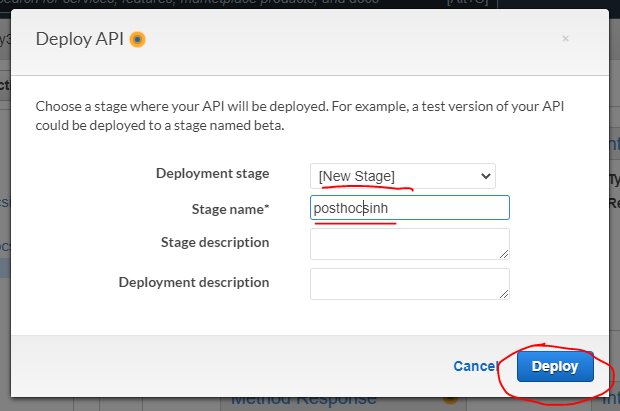 Deploy API
×
Choose a stage where your API will be deployed. For example, a test version of your API
could be deployed to a stage named beta.
Deployment stage
[New Stage]
Stage name*
posthocsinh
Stage description
Deployment description
Cancel
Deploy
Method Response